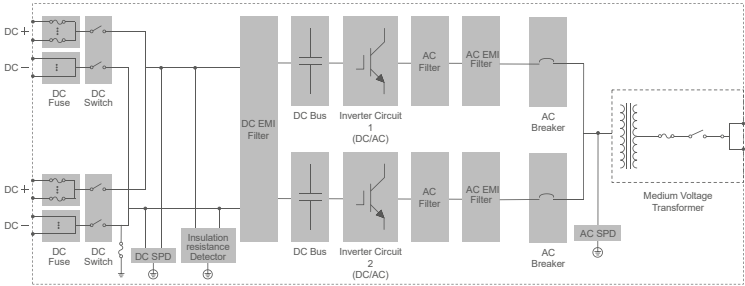 DC +
DC −
DC
Fuse
DC
Switch
DC EMI
Filter
DC Bus
Inverter Circuit
1
(DC/AC)
AC
Filter
AC EMI
Filter
AC
Breaker
DC +
DC −
DC
Fuse
DC
Switch
DC SPD
Insulation
resistance
Detector
DC Bus
Inverter Circuit
2
(DC/AC)
AC
Filter
AC EMI
Filter
AC
Breaker
AC SPD
Medium Voltage
Transformer